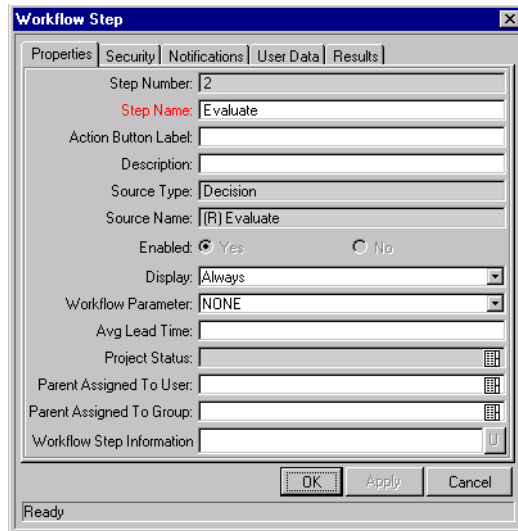 Workflow Step
Properties Security Notifications User Data Results
Step Number: 2
Step Name: Evaluate
Action Button Label:
Description:
Source Type: Decision
Source Name: (R) Evaluate
Enabled: Yes No
Display: Always
Workflow Parameter: NONE
Avg Lead Time:
Project Status:
Parent Assigned To User:
Parent Assigned To Group:
Workflow Step Information U
OK Apply Cancel
Ready